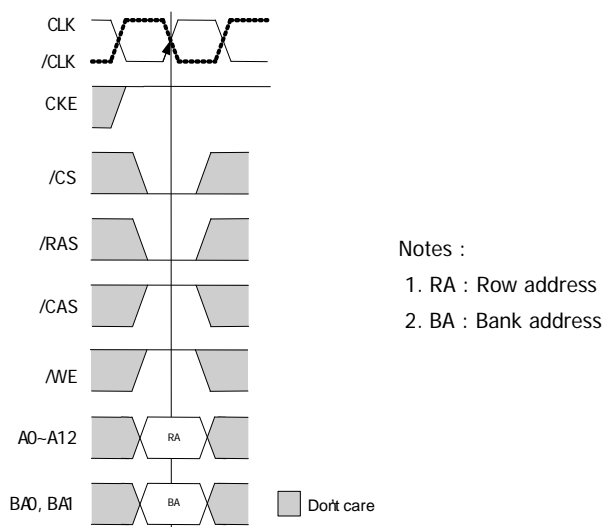 CLK
/CLK
CKE
/CS
/RAS
/CAS
/WE
A0~A12
RA
BA0, BA1
BA
Don't care
Notes :
1. RA : Row address
2. BA : Bank address